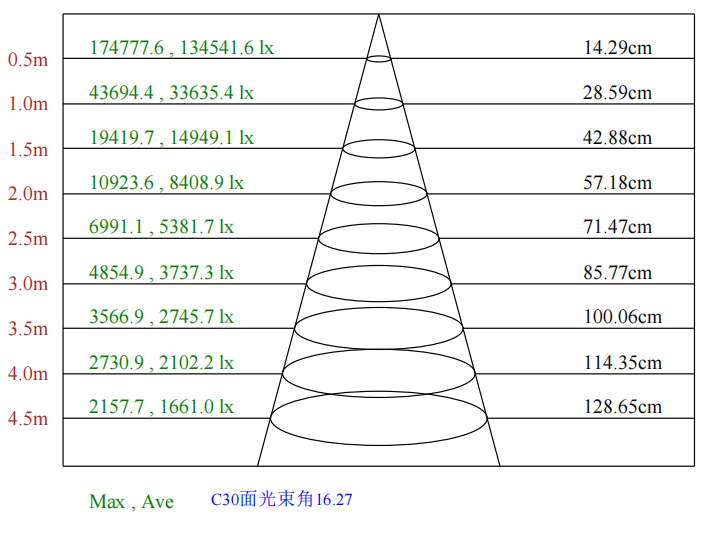 174777.6 , 134541.6 lx 14.29cm
0.5m
43694.4 , 33635.4 lx 28.59cm
1.0m
19419.7 , 14949.1 lx 42.88cm
1.5m
10923.6 , 8408.9 lx 57.18cm
2.0m
6991.1 , 5381.7 lx 71.47cm
2.5m
4854.9 , 3737.3 lx 85.77cm
3.0m
3566.9 , 2745.7 lx 100.06cm
3.5m
2730.9 , 2102.2 lx 114.35cm
4.0m
2157.7 , 1661.0 lx 128.65cm
4.5m
Max , Ave C30面光束角16.27